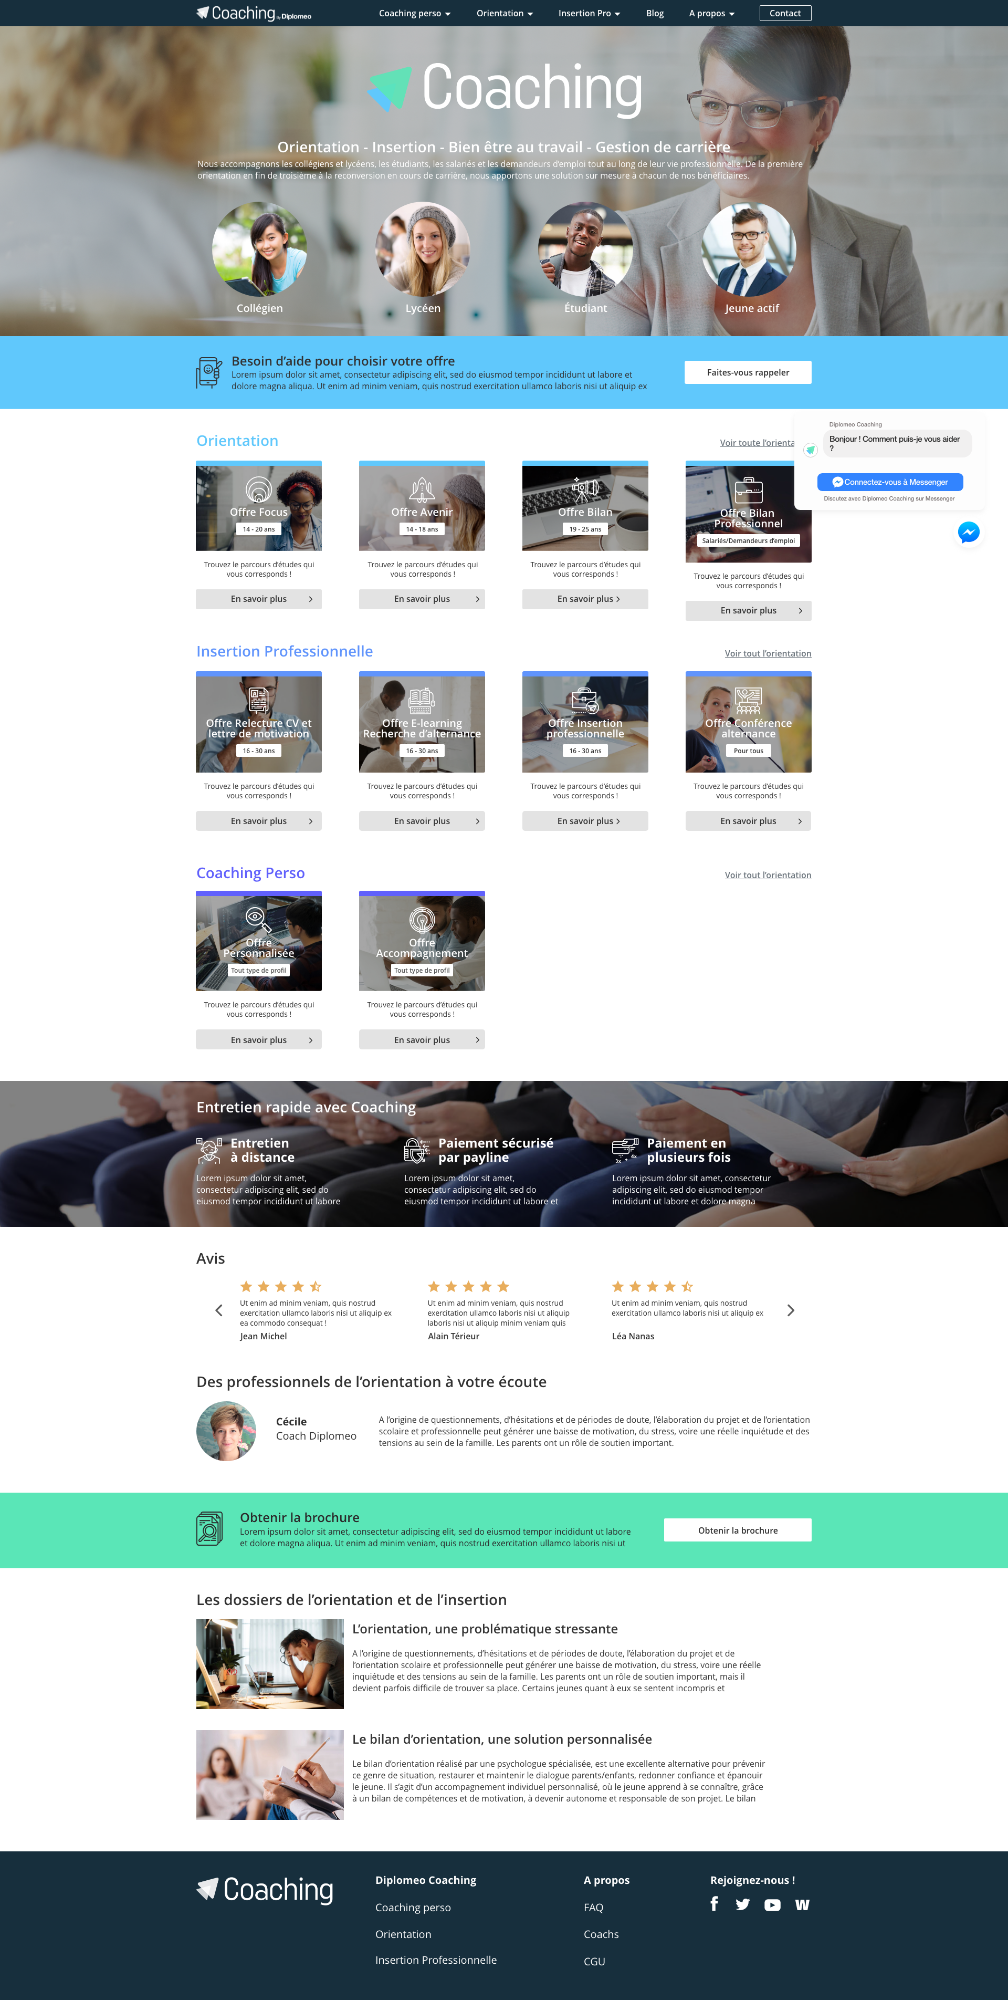 Coaching by Diplomeo
Coaching perso
Orientation
Insertion Pro
Blog
A propos
Contact
Coaching
Orientation - Insertion - Bien être au travail - Gestion de carrière
Nous accompagnons les collégiens et lycéens, les étudiants, les salariés et les demandeurs d'emploi tout au long de leur vie professionnelle. De la première
orientation en fin de troisième à la reconversion en cours de carrière, nous apportons une solution sur mesure à chacun de nos bénéficiaires.
Collégien
Lycéen
Étudiant
Jeune actif
Besoin d'aide pour choisir votre offre
Lorem ipsum dolor sit amet, consectetur adipiscing elit, sed do eiusmod tempor incididunt ut labore et
dolore magna aliqua. Ut enim ad minim veniam, quis nostrud exercitation ullamco laboris nisi ut aliquip ex
Faites-vous rappeler
Orientation
Voir toute l'orienta
Diplomeo Coaching
Bonjour ! Comment puis-je vous aider
?
Connectez-vous à Messenger
Discutez avec Diplomeo Coaching sur Messenger
Offre Focus
14 - 20 ans
Trouvez le parcours d'études qui
vous corresponds !
En savoir plus
Offre Avenir
14 - 18 ans
Trouvez le parcours d'études qui
vous corresponds !
En savoir plus
Offre Bilan
19 - 25 ans
Trouvez le parcours d'études qui
vous corresponds !
En savoir plus
Offre Bilan
Professionnel
Salariés/Demandeurs d'emploi
Trouvez le parcours d'études qui
vous corresponds !
En savoir plus
Insertion Professionnelle
Voir tout l'orientation
Offre Relecture CV et
lettre de motivation
16 - 30 ans
Trouvez le parcours d'études qui
vous corresponds !
En savoir plus
Offre E-learning
Recherche d'alternance
16 - 30 ans
Trouvez le parcours d'études qui
vous corresponds !
En savoir plus
Offre Insertion
professionnelle
16 - 30 ans
Trouvez le parcours d'études qui
vous corresponds !
En savoir plus
Offre Conférence
alternance
Pour tous
Trouvez le parcours d'études qui
vous corresponds !
En savoir plus
Coaching Perso
Voir tout l'orientation
Offre
Personnalisée
Tout type de profil
Trouvez le parcours d'études qui
vous corresponds !
En savoir plus
Offre
Accompagnement
Tout type de profil
Trouvez le parcours d'études qui
vous corresponds !
En savoir plus
Entretien rapide avec Coaching
Entretien
à distance
Lorem ipsum dolor sit amet,
consectetur adipiscing elit, sed do
eiusmod tempor incididunt ut labore
Paiement sécurisé
par payline
Lorem ipsum dolor sit amet,
consectetur adipiscing elit, sed do
eiusmod tempor incididunt ut labore et
Paiement en
plusieurs fois
Lorem ipsum dolor sit amet, consectetur
adipiscing elit, sed do eiusmod tempor
incididunt ut labore et dolore magna
Avis
Ut enim ad minim veniam, quis nostrud
exercitation ullamco laboris nisi ut aliquip ex
ea commodo consequat !
Jean Michel
Ut enim ad minim veniam, quis nostrud
exercitation ullamco laboris nisi ut aliquip
laboris nisi ut aliquip minim veniam quis
Alain Térieur
Ut enim ad minim veniam, quis nostrud
exercitation ullamco laboris nisi ut aliquip ex
Léa Nanas
Des professionnels de l'orientation à votre écoute
Cécile
Coach Diplomeo
A l'origine de questionnements, d'hésitations et de périodes de doute, l'élaboration du projet et de l'orientation
scolaire et professionnelle peut générer une baisse de motivation, du stress, voire une réelle inquiétude et des
tensions au sein de la famille. Les parents ont un rôle de soutien important.
Obtenir la brochure
Lorem ipsum dolor sit amet, consectetur adipiscing elit, sed do eiusmod tempor incididunt ut labore
et dolore magna aliqua. Ut enim ad minim veniam, quis nostrud exercitation ullamco laboris nisi ut
Obtenir la brochure
Les dossiers de l'orientation et de l'insertion
L'orientation, une problématique stressante
A l'origine de questionnements, d'hésitations et de périodes de doute, l'élaboration du projet et de
l'orientation scolaire et professionnelle peut générer une baisse de motivation, du stress, voire une réelle
inquiétude et des tensions au sein de la famille. Les parents ont un rôle de soutien important, mais il
devient parfois difficile de trouver sa place. Certains jeunes quant à eux se sentent incompris et
Le bilan d'orientation, une solution personnalisée
Le bilan d'orientation réalisé par une psychologue spécialisée, est une excellente alternative pour prévenir
ce genre de situation, restaurer et maintenir le dialogue parents/enfants, redonner confiance et épanouir
le jeune. Il s'agit d'un accompagnement individuel personnalisé, où le jeune apprend à se connaître, grâce
à un bilan de compétences et de motivation, à devenir autonome et responsable de son projet. Le bilan
Coaching
Diplomeo Coaching
Coaching perso
Orientation
Insertion Professionnelle
A propos
FAQ
Coachs
CGU
Rejoignez-nous !